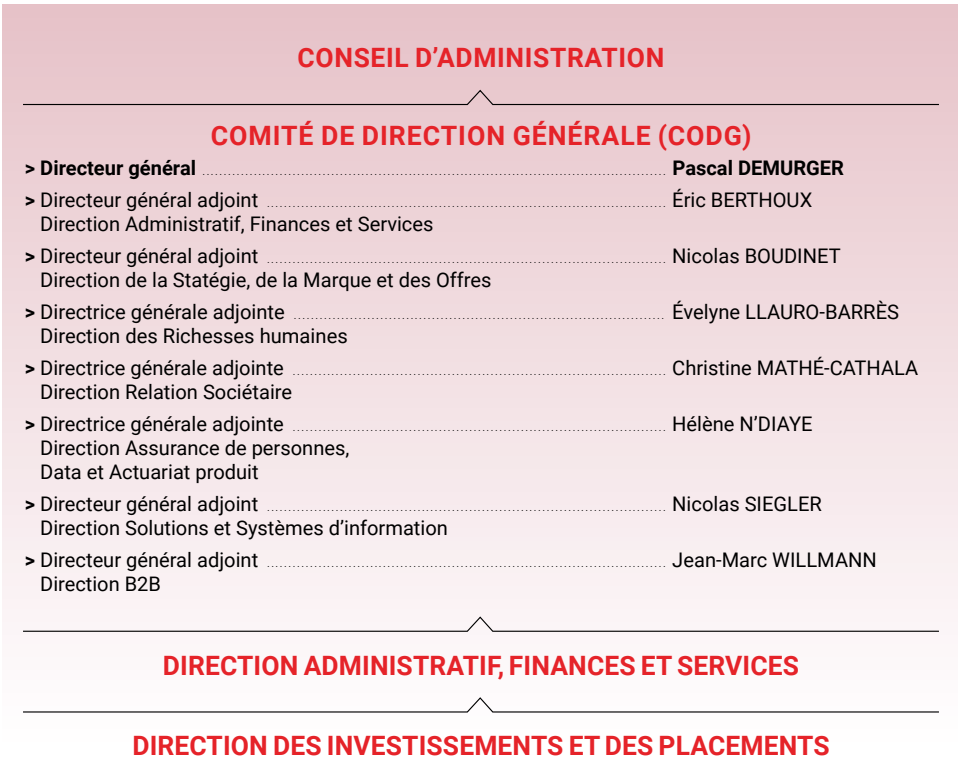 CONSEIL D’ADMINISTRATION
COMITÉ DE DIRECTION GÉNÉRALE (CODG)
> Directeur général Pascal DEMURGER
> Directeur général adjoint Éric BERTHOUX
Direction Administratif, Finances et Services
> Directeur général adjoint Nicolas BOUDINET
Direction de la Statégie, de la Marque et des Offres
> Directrice générale adjointe Évelyne LLAURO-BARRÈS
Direction des Richesses humaines
> Directrice générale adjointe Christine MATHÉ-CATHALA
Direction Relation Sociétaire
> Directrice générale adjointe Hélène N’DIAYE
Direction Assurance de personnes,
Data et Actuariat produit
> Directeur général adjoint Nicolas SIEGLER
Direction Solutions et Systèmes d’information
> Directeur général adjoint Jean-Marc WILLMANN
Direction B2B
DIRECTION ADMINISTRATIF, FINANCES ET SERVICES
DIRECTION DES INVESTISSEMENTS ET DES PLACEMENTS